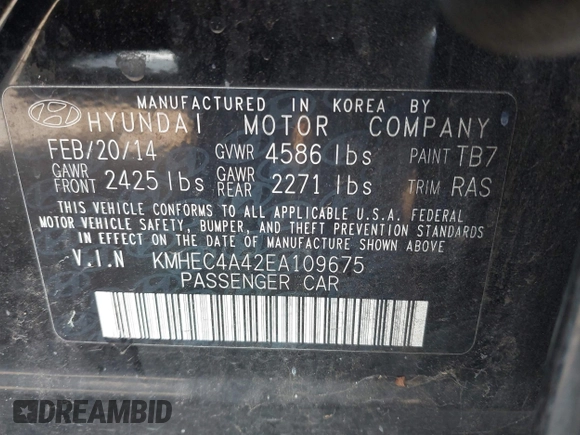 MANUFACTURED IN KOREA BY
HYUNDAI MOTOR COMPANY
FEB/20/14 GVWR 4586 lbs PAINT TB7
GAWR FRONT 2425 lbs GAWR REAR 2271 lbs TRIM RAS
THIS VEHICLE CONFORMS TO ALL APPLICABLE U.S.A. FEDERAL
MOTOR VEHICLE SAFETY, BUMPER, AND THEFT PREVENTION STANDARDS
IN EFFECT ON THE DATE OF MANUFACTURE SHOWN ABOVE
V.I.N KMHEC4A42EA109675
PASSENGER CAR
DREAMBID